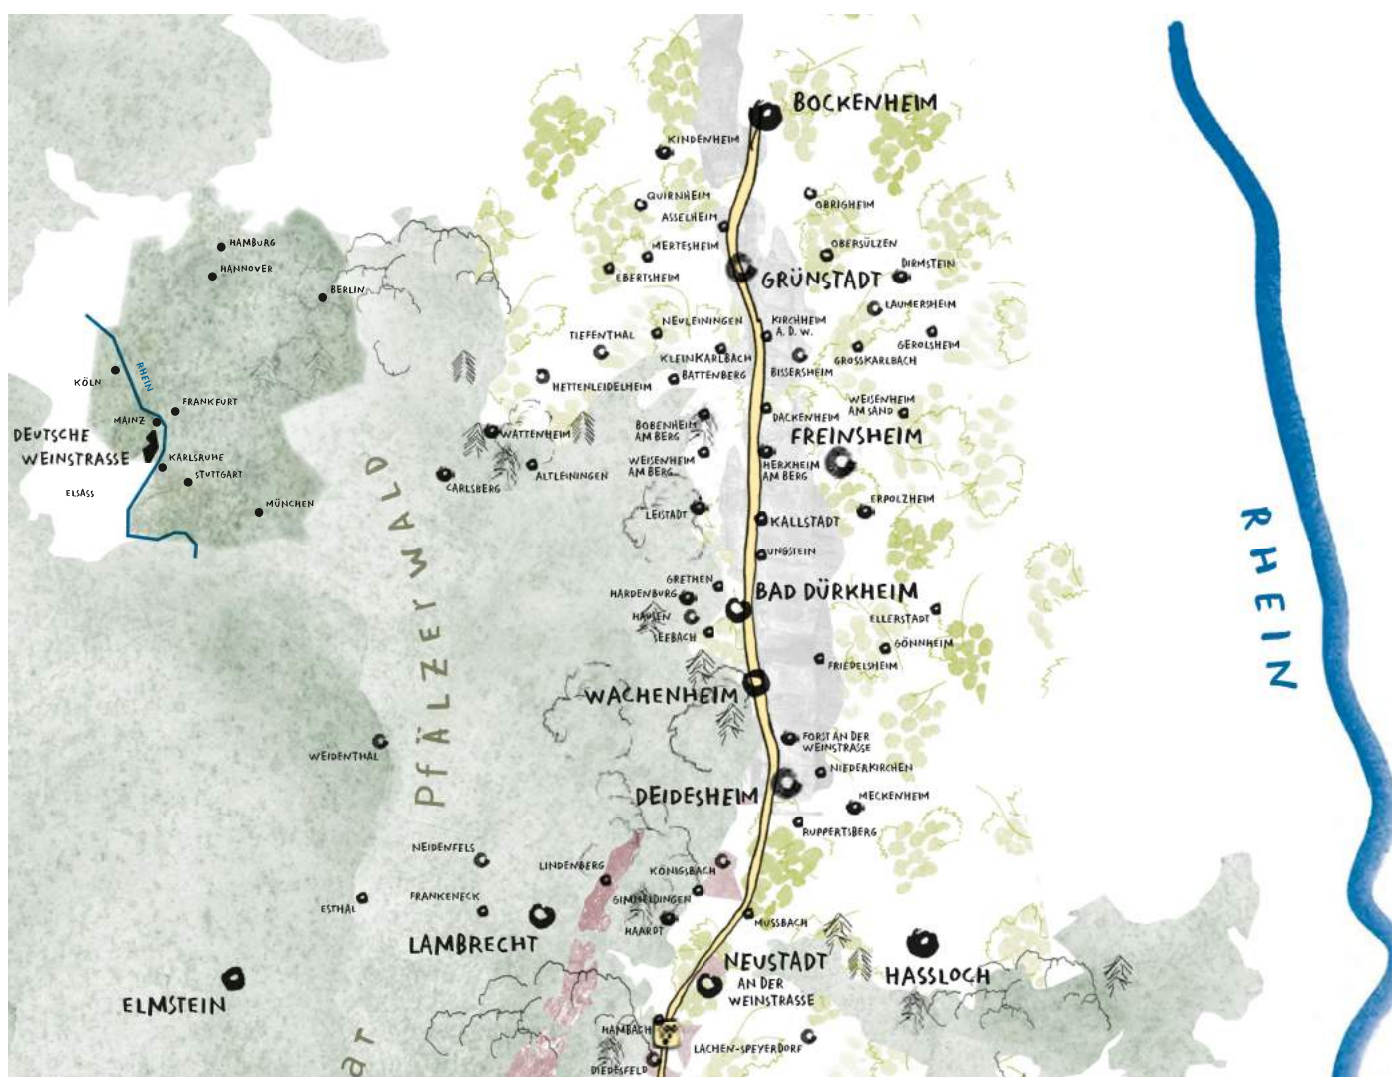 BOCKENHEIM
KINDENHEIM
QUIRNHEIM
OBRIGHEIM
ASSELHEIM
MERTESHEIM
OBERSÜLZEN
EBERTSHEIM
GRÜNSTADT
DIRMSTEIN
LAUMERSHEIM
NEULEININGEN
KIRCHHEIM
A. D. W.
TIEFENTHAL
GEROLSHEIM
KLEINKARLBACH
GROSSKARLBACH
BATTENBERG
BISSERSHEIM
HETTENLEIDELHEIM
WEISENHEIM
AM SAND
DACKENHEIM
BOBENHEIM
AM BERG
WATTENHEIM
FREINSHEIM
WEISENHEIM
AM BERG
HERXHEIM
AM BERG
ALTLEININGEN
CARLSBERG
ERPOLZHEIM
LEISTADT
KALLSTADT
UNGSTEIN
GRETHEN
HARDENBURG
BAD DÜRKHEIM
HAUSEN
ELLERSTADT
SEEBACH
GÖNNHEIM
FRIEDELSHEIM
WACHENHEIM
FORST AN DER
WEINSTRASSE
WEIDENTHAL
NIEDERKIRCHEN
DEIDESHEIM
MECKENHEIM
RUPPERTSBERG
NEIDENFELS
LINDENBERG
KÖNIGSBACH
FRANKENECK
GIMMELDINGEN
ESTHAL
HAARDT
MUSSBACH
LAMBRECHT
NEUSTADT
AN DER
WEINSTRASSE
HASSLOCH
ELMSTEIN
HAMBACH
LACHEN-SPEYERDORF
DIEDESFELD
PFÄLZERWALD
at
RHEIN
HAMBURG
HANNOVER
BERLIN
RHEIN
KÖLN
FRANKFURT
MAINZ
DEUTSCHE
WEINSTRASSE
KARLSRUHE
STUTTGART
ELSASS
MÜNCHEN